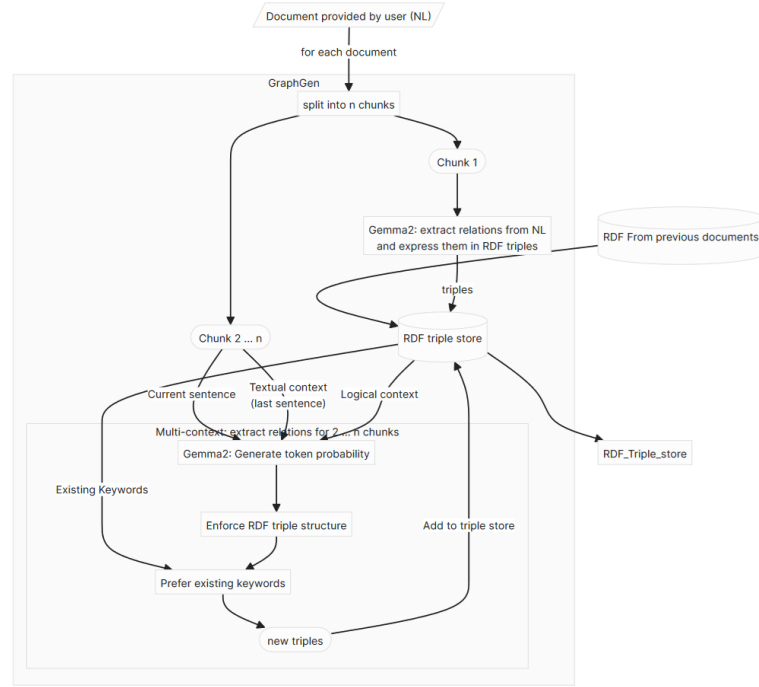 Document provided by user (NL)
for each document
GraphGen
split into n chunks
Chunk 1
Gemma2: extract relations from NL
and express them in RDF triples
RDF From previous documents
triples
Chunk 2 ... n
RDF triple store
Current sentence
Textual context
(last sentence)
Logical context
Multi-context: extract relations for 2 ... n chunks
Gemma2: Generate token probability
RDF_Triple_store
Existing Keywords
Enforce RDF triple structure
Add to triple store
Prefer existing keywords
new triples